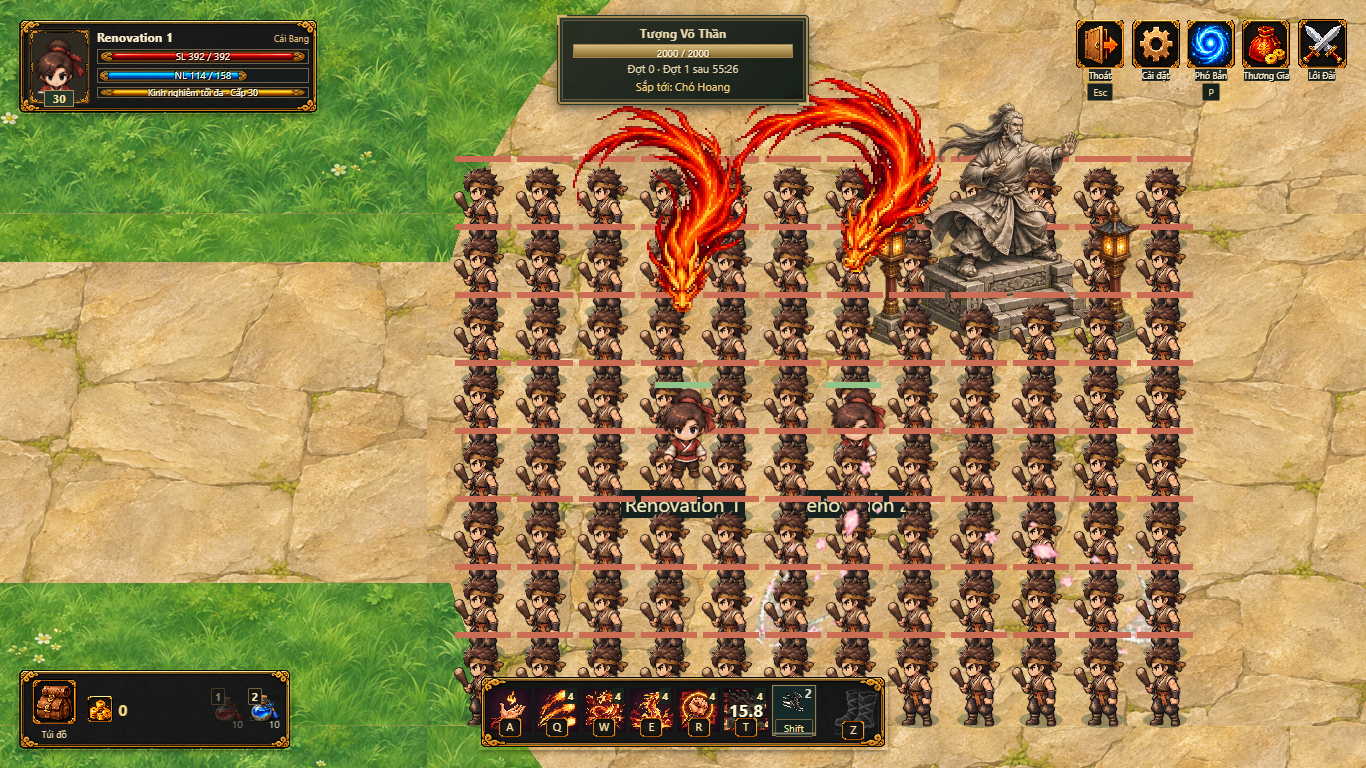 Renovation 1
Cái Bang
SL 392 / 392
NL 114 / 158
Kinh nghiệm tối đa - Cấp 30
30
Tượng Võ Thần
2000 / 2000
Đợt 0 · Đợt 1 sau 55:26
Sắp tới: Chó Hoang
Thoát
Cài đặt
Phó Bản
Thương Gia
Lôi Đài
Esc
P
Renovation 1
Túi đồ
0
1
10
2
10
A
4
Q
4
W
4
E
4
R
4
15.8
T
2
Shift
Z